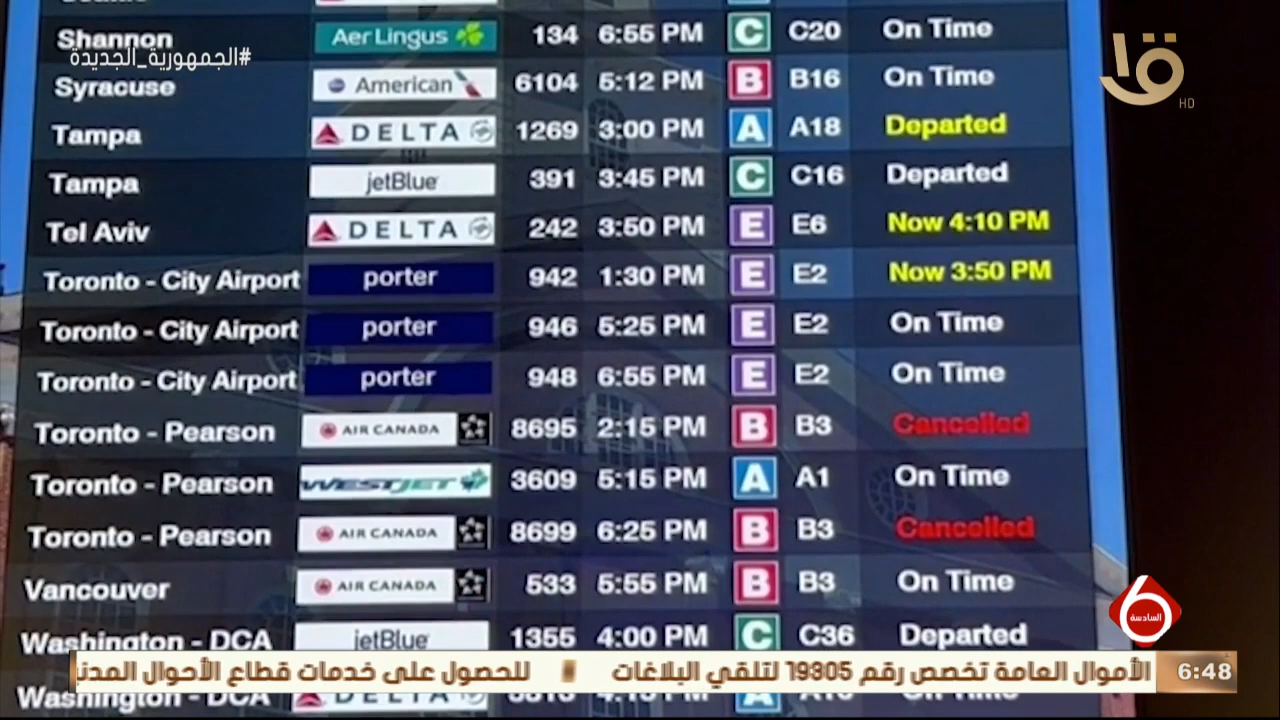 Shannon Aer Lingus 134 6:55 PM C C20 On Time
#الجمهورية_الجديدة
HD
Syracuse American 6104 5:12 PM B B16 On Time
Tampa DELTA 1269 3:00 PM A A18 Departed
Tampa jetBlue 391 3:45 PM C C16 Departed
Tel Aviv DELTA 242 3:50 PM E E6 Now 4:10 PM
Toronto - City Airport porter 942 1:30 PM E E2 Now 3:50 PM
Toronto - City Airport porter 946 5:25 PM E E2 On Time
Toronto - City Airport porter 948 6:55 PM E E2 On Time
Toronto - Pearson AIR CANADA 8695 2:15 PM B B3 Cancelled
Toronto - Pearson WESTJET 3609 5:15 PM A A1 On Time
Toronto - Pearson AIR CANADA 8699 6:25 PM B B3 Cancelled
Vancouver AIR CANADA 533 5:55 PM B B3 On Time
6 السادسة
Washington - DCA jetBlue 1355 4:00 PM C C36 Departed
الأموال العامة تخصص رقم 19805 لتلقي البلاغات للحصول على خدمات قطاع الأحوال
6:48
Washington - DCA DELTA